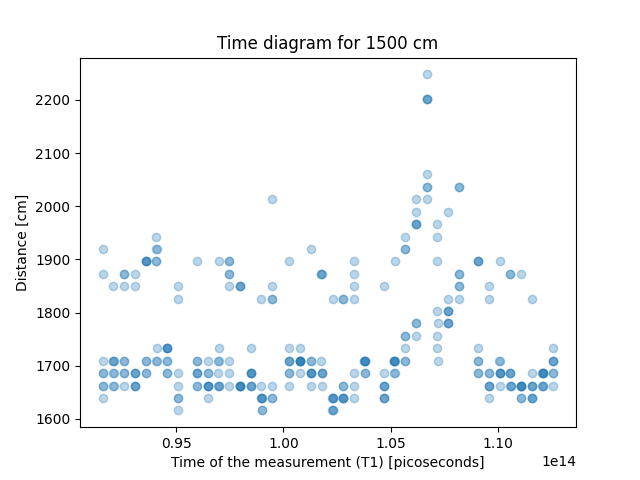 Time diagram for 1500 cm
Distance [cm]
2200
2100
2000
1900
1800
1700
1600
0.95 1.00 1.05 1.10
1e14
Time of the measurement (T1) [picoseconds]